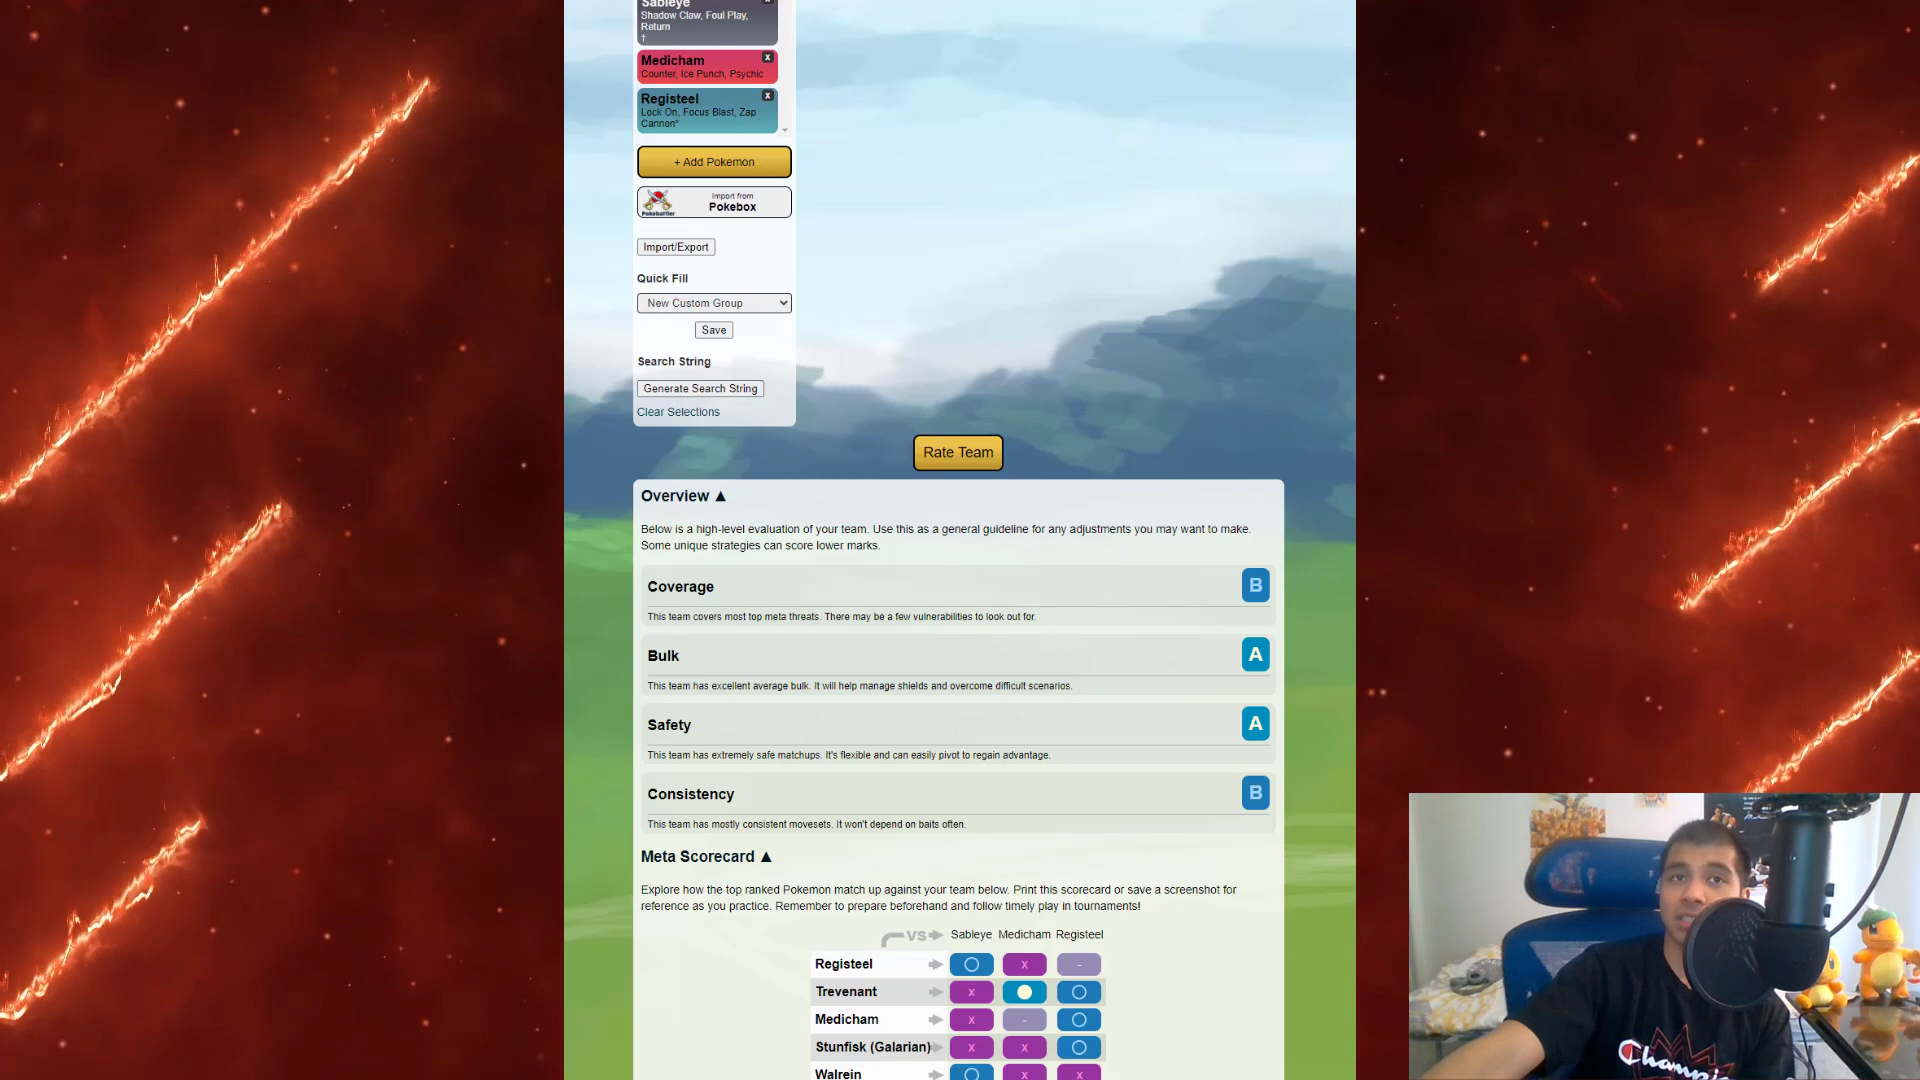 Sableye
Shadow Claw, Foul Play,
Return
†
Medicham
x
Counter, Ice Punch, Psychic
Registeel
x
Lock On, Focus Blast, Zap
Cannon*
+ Add Pokemon
Pokebattler
Import from
Pokebox
Import/Export
Quick Fill
New Custom Group
Save
Search String
Generate Search String
Clear Selections
Rate Team
Overview ▲
Below is a high-level evaluation of your team. Use this as a general guideline for any adjustments you may want to make.
Some unique strategies can score lower marks.
Coverage
B
This team covers most top meta threats. There may be a few vulnerabilities to look out for.
Bulk
A
This team has excellent average bulk. It will help manage shields and overcome difficult scenarios.
Safety
A
This team has extremely safe matchups. It's flexible and can easily pivot to regain advantage.
Consistency
B
This team has mostly consistent movesets. It won't depend on baits often.
Meta Scorecard ▲
Explore how the top ranked Pokemon match up against your team below. Print this scorecard or save a screenshot for
reference as you practice. Remember to prepare beforehand and follow timely play in tournaments!
VS Sableye Medicham Registeel
Registeel x -
Trevenant x
Medicham x -
Stunfisk (Galarian) x x
Walrein x x
Champi